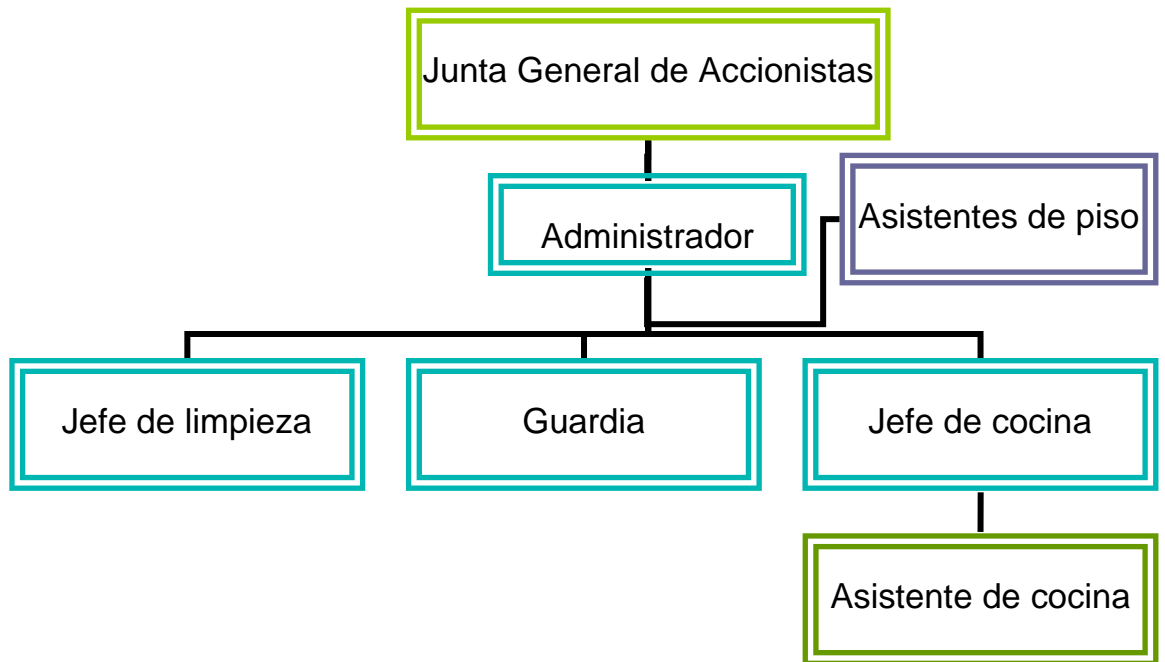 Junta General de Accionistas
Administrador
Asistentes de piso
Jefe de limpieza
Guardia
Jefe de cocina
Asistente de cocina